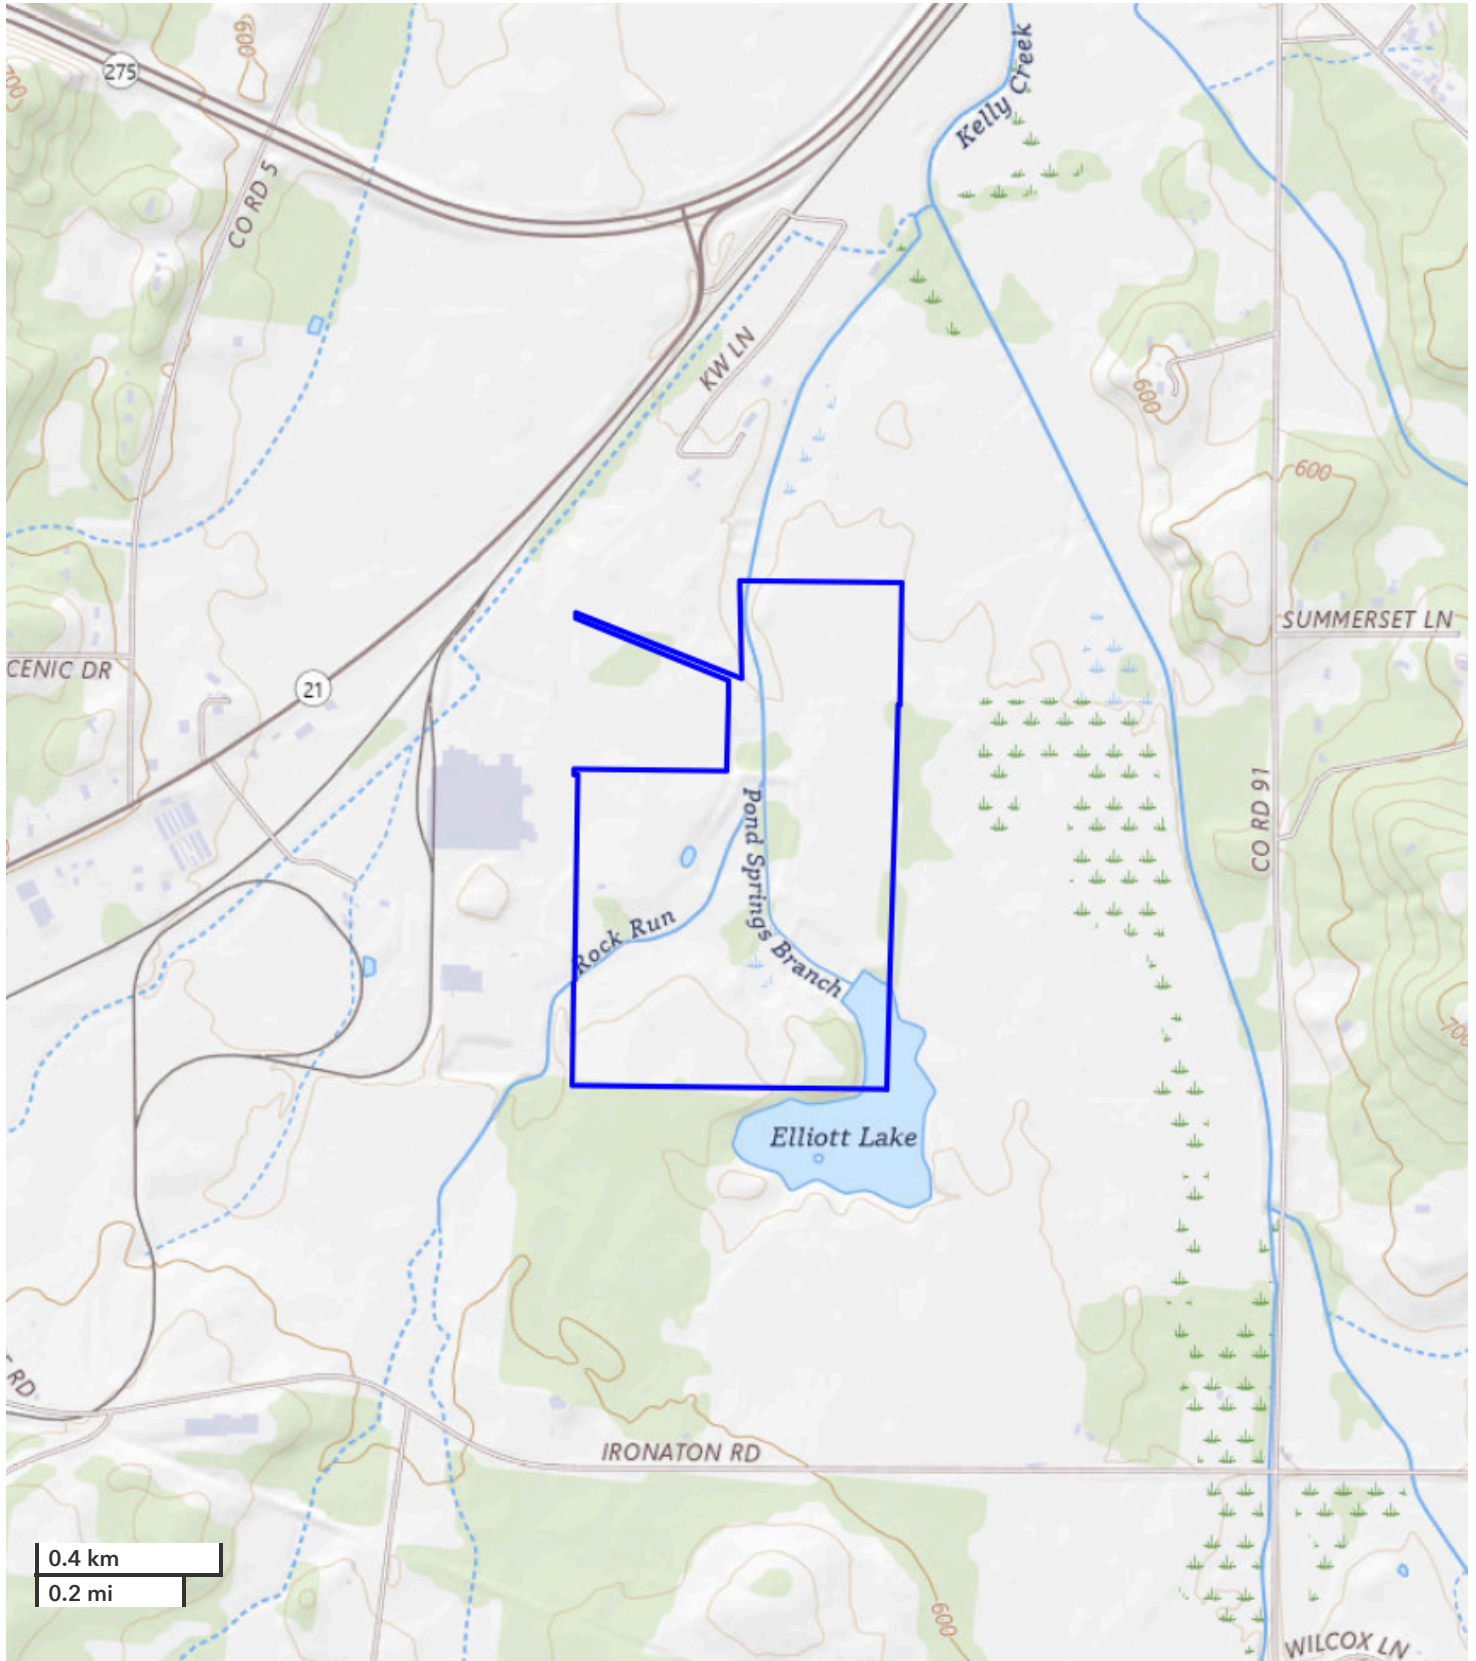 Kelly Creek
600
275
700
CO RD 5
KW LN
600
600
SUMMERSET LN
CENIC DR
21
CO RD 91
Pond Springs Branch
Rock Run
700
Elliott Lake
RD
IRONATON RD
0.4 km
0.2 mi
600
WILCOX LN